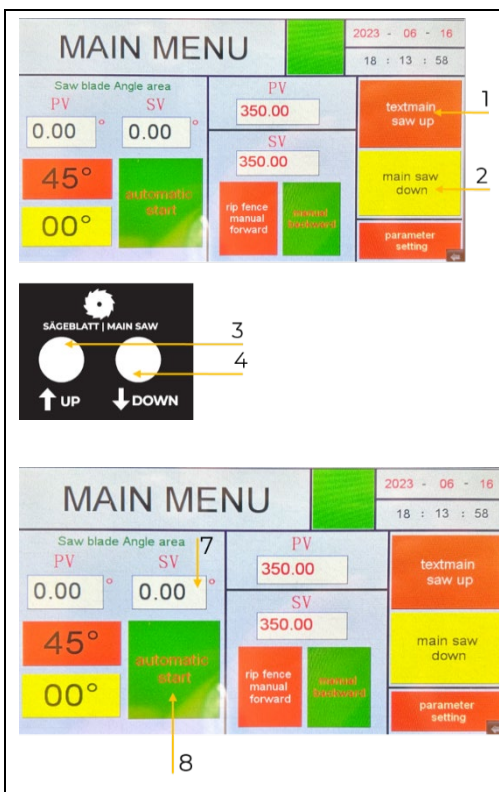 MAIN MENU
2023 - 06 - 16
18 : 13 : 58
Saw blade Angle area
PV
SV
0.00 °
0.00 °
45°
00°
automatic
start
PV
350.00
SV
350.00
rip fence
manual
forward
manual
backward
textmain
saw up
main saw
down
parameter
setting
1
2
SÄGEBLATT | MAIN SAW
UP
DOWN
3
4
MAIN MENU
2023 - 06 - 16
18 : 13 : 58
Saw blade Angle area
PV
SV
7
0.00 °
0.00 °
45°
00°
automatic
start
PV
350.00
SV
350.00
rip fence
manual
forward
manual
backward
textmain
saw up
main saw
down
parameter
setting
8